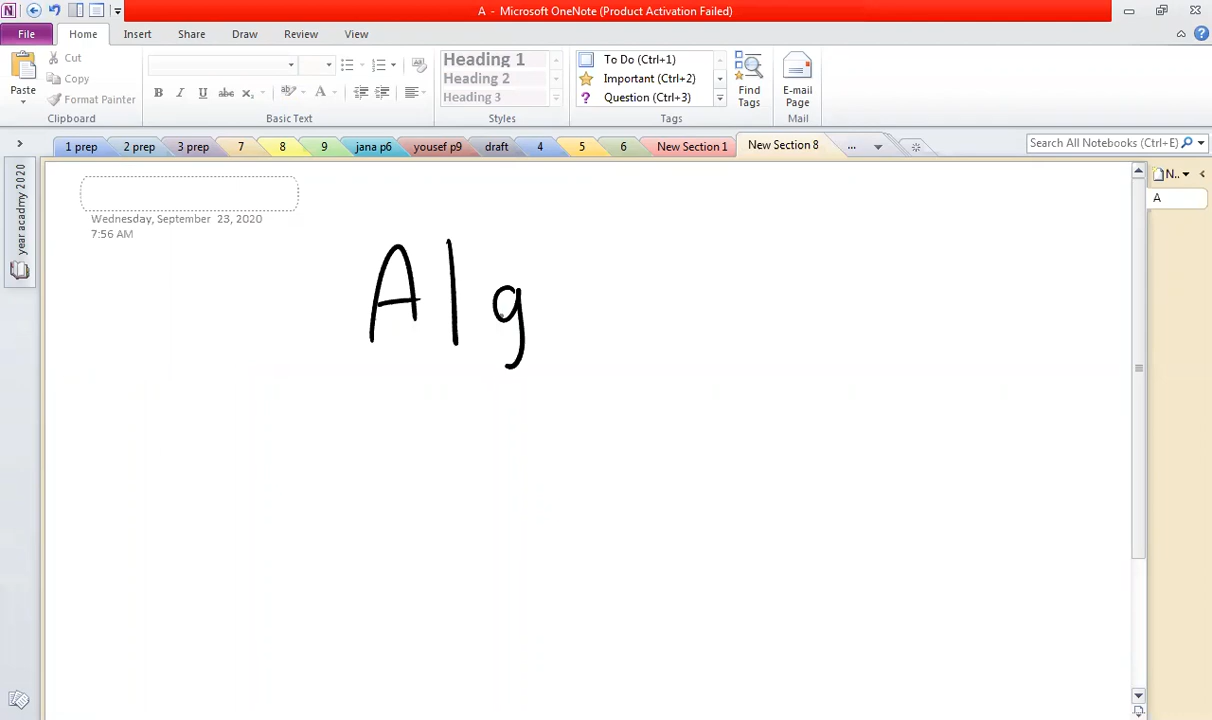 A - Microsoft OneNote (Product Activation Failed)
File Home Insert Share Draw Review View
Paste
Cut
Copy
Format Painter
Clipboard
B I U abc X₂ ab A
Basic Text
Heading 1
Heading 2
Heading 3
Styles
To Do (Ctrl+1)
Important (Ctrl+2)
Question (Ctrl+3)
Tags
Find Tags
E-mail Page
Mail
1 prep 2 prep 3 prep 7 8 9 jana p6 yousef p9 draft 4 5 6 New Section 1 New Section 8 ... Search All Notebooks (Ctrl+E)
N..
A
year acadmy 2020
Wednesday, September 23, 2020
7:56 AM
Alg